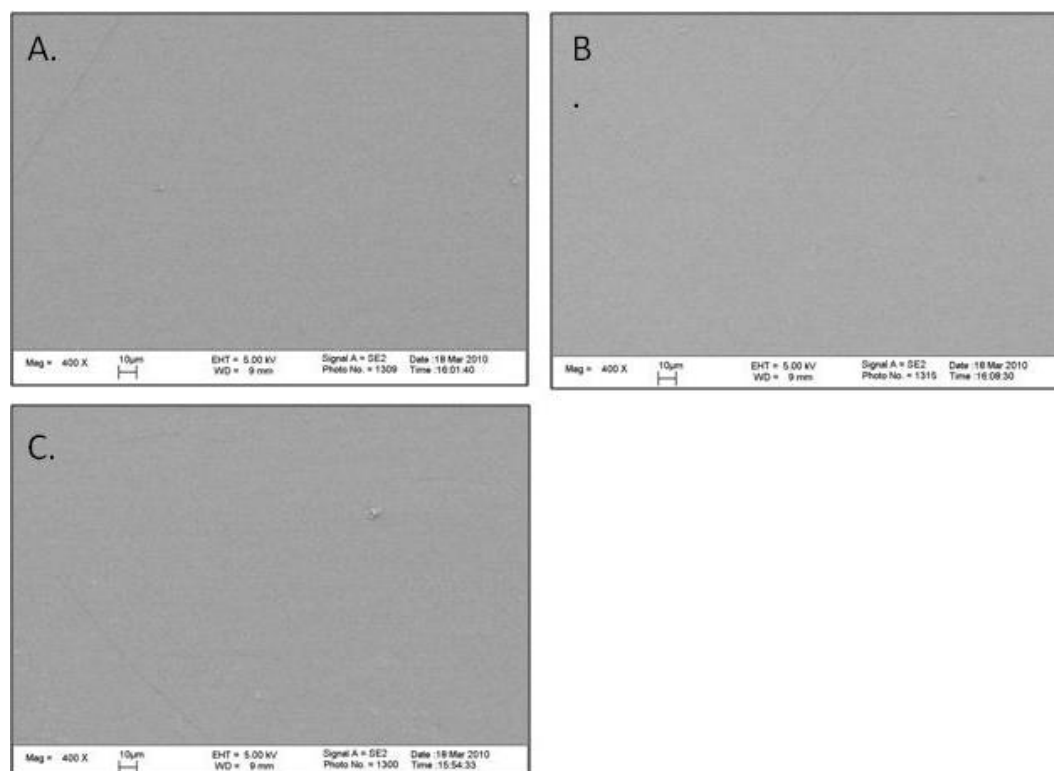 A.
Mag = 400 X 10µm EHT = 5.00 kV WD = 9 mm Signal A = SE2 Photo No. = 1309 Date :18 Mar 2010 Time :16:01:40
B
.
Mag = 400 X 10µm EHT = 5.00 kV WD = 9 mm Signal A = SE2 Photo No. = 1315 Date :18 Mar 2010 Time :16:09:30
C.
Mag = 400 X 10µm EHT = 5.00 kV WD = 9 mm Signal A = SE2 Photo No. = 1300 Date :18 Mar 2010 Time :15:54:33